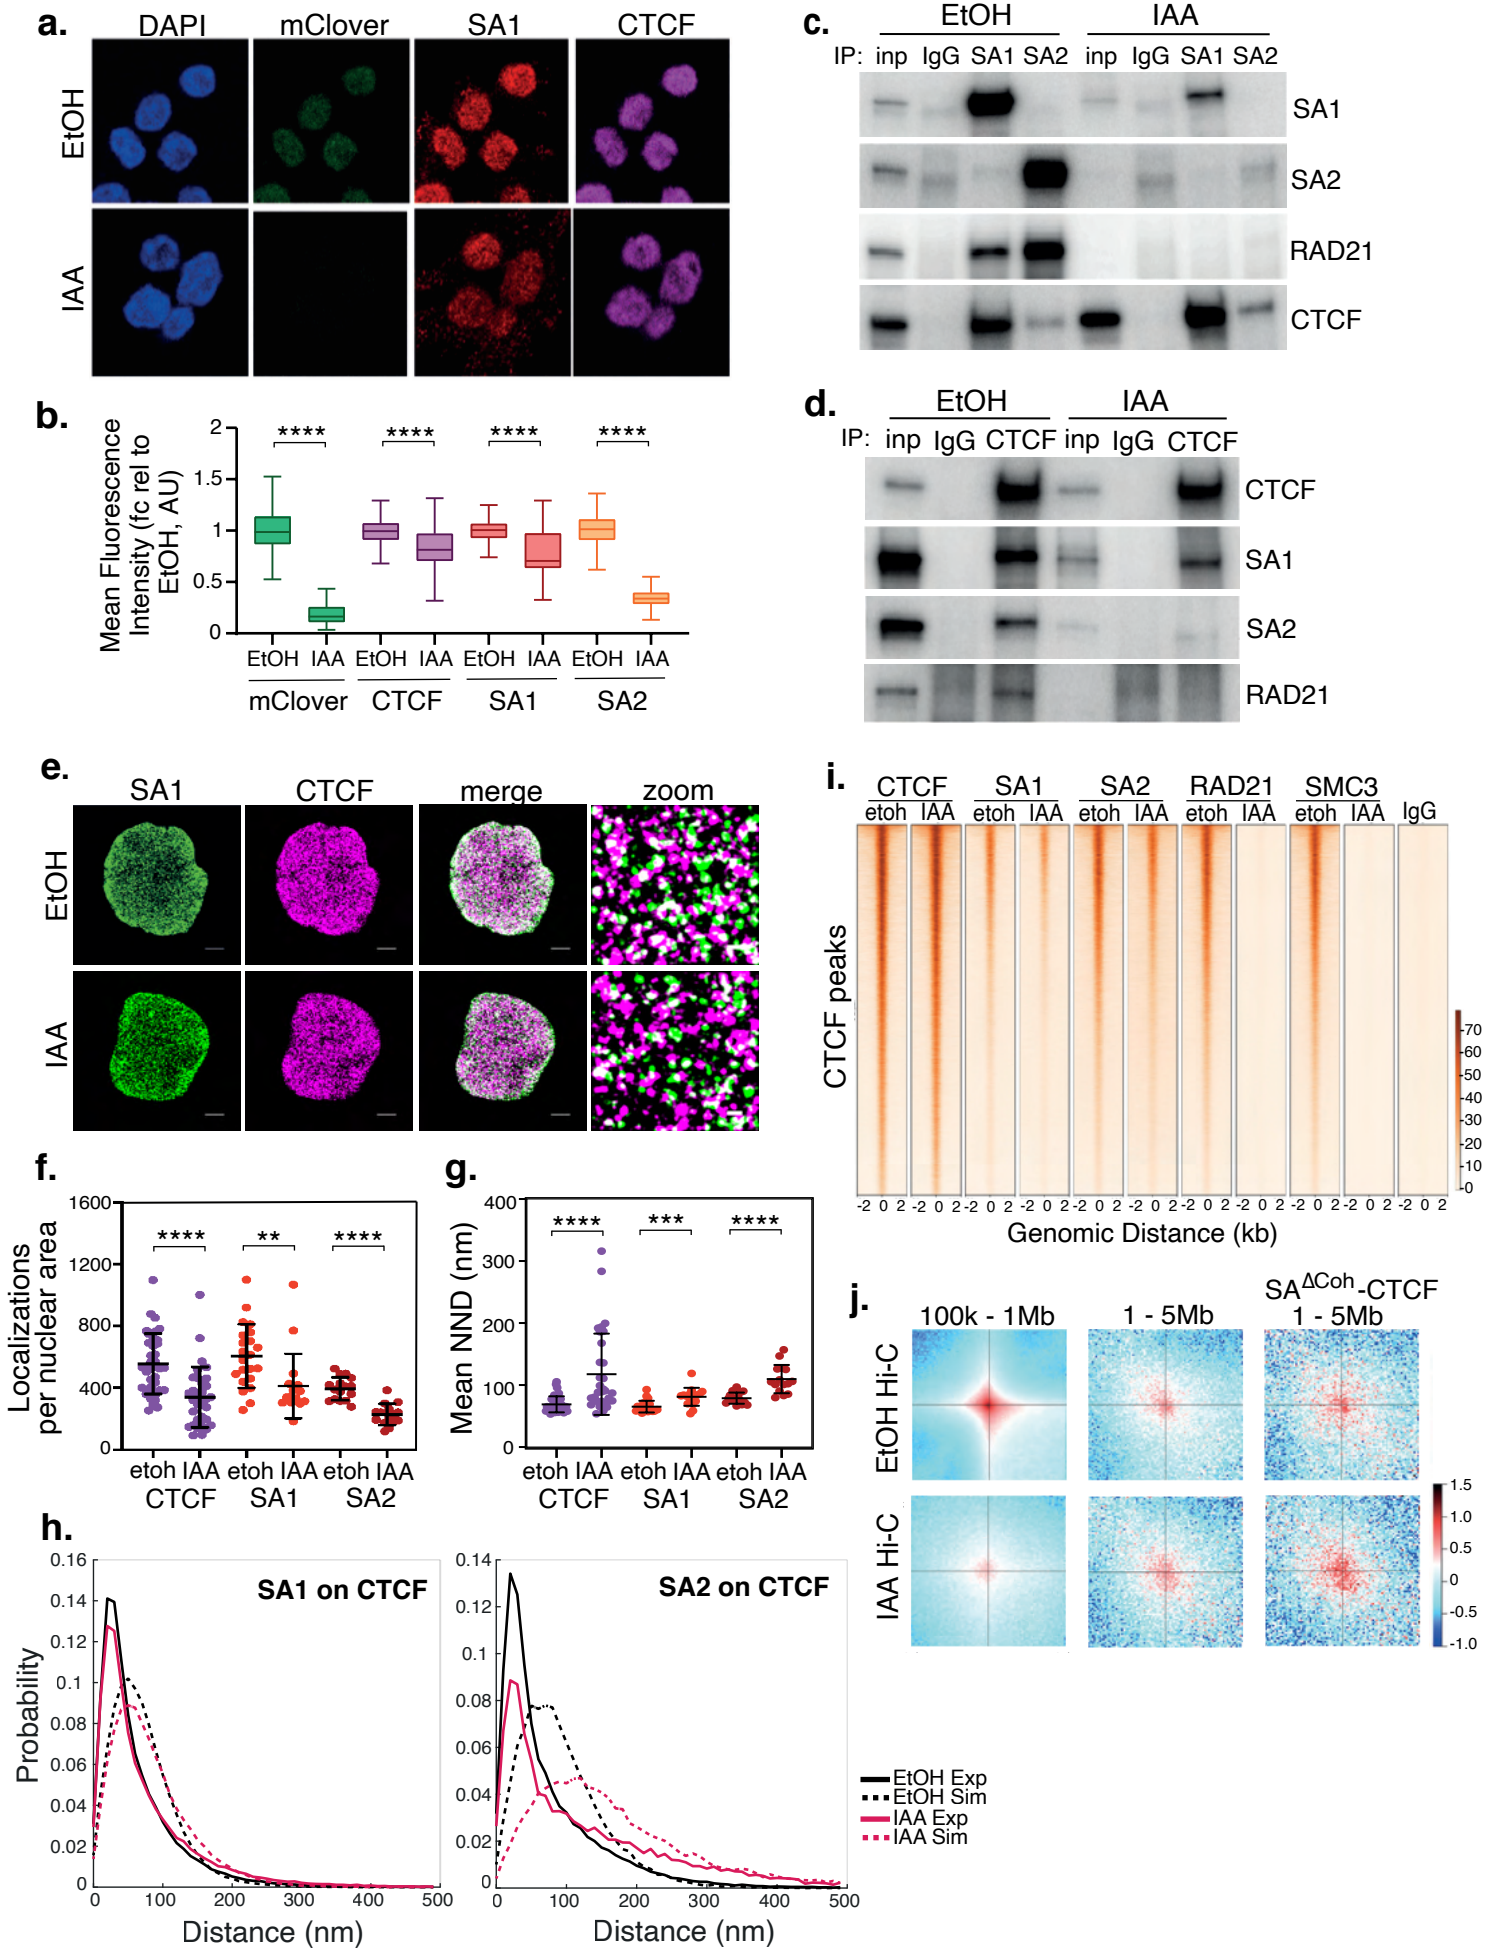 a.
DAPI mClover SA1 CTCF
EtOH
IAA
b.
Mean Fluorescence
Intensity (fc rel to
EtOH, AU)
2
1.5
1
0.5
0
**** **** **** ****
EtOH IAA EtOH IAA EtOH IAA EtOH IAA
mClover CTCF SA1 SA2
c.
EtOH IAA
IP: inp IgG SA1 SA2 inp IgG SA1 SA2
SA1
SA2
RAD21
CTCF
d.
EtOH IAA
IP: inp IgG CTCF inp IgG CTCF
CTCF
SA1
SA2
RAD21
e.
SA1 CTCF merge zoom
EtOH
IAA
f.
Localizations
per nuclear area
1600
1200
800
400
0
**** ** ****
etoh IAA etoh IAA etoh IAA
CTCF SA1 SA2
g.
Mean NND (nm)
400
300
200
100
0
**** *** ****
etoh IAA etoh IAA etoh IAA
CTCF SA1 SA2
h.
Probability
0.16
0.14
0.12
0.1
0.08
0.06
0.04
0.02
0
SA1 on CTCF
0 100 200 300 400 500
Distance (nm)
0.14
0.12
0.1
0.08
0.06
0.04
0.02
0
SA2 on CTCF
0 100 200 300 400 500
Distance (nm)
EtOH Exp
EtOH Sim
IAA Exp
IAA Sim
i.
CTCF SA1 SA2 RAD21 SMC3
etoh IAA etoh IAA etoh IAA etoh IAA etoh IAA IgG
CTCF peaks
-2 0 2 -2 0 2 -2 0 2 -2 0 2 -2 0 2 -2 0 2 -2 0 2 -2 0 2 -2 0 2 -2 0 2 -2 0 2
Genomic Distance (kb)
70
60
50
40
30
20
10
0
j.
100k - 1Mb 1 - 5Mb SAΔCoh-CTCF
1 - 5Mb
EtOH Hi-C
IAA Hi-C
1.5
1.0
0.5
0
-0.5
-1.0